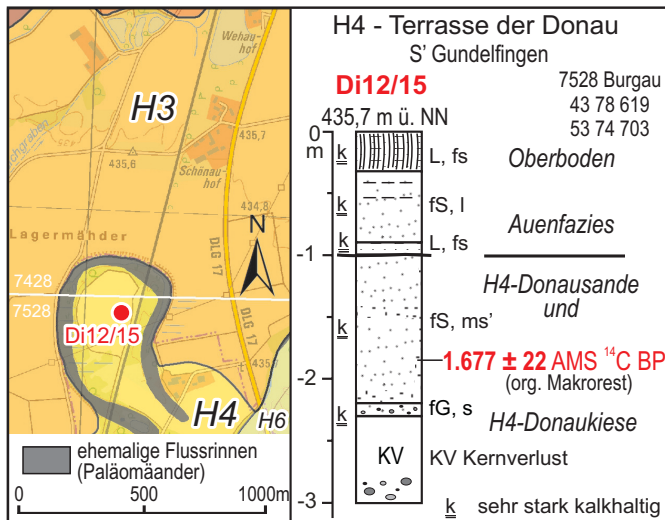 Wehau-
hof
H3
435,7
435,6
Schönau-
hof
434,8
N
Lagermähder
DLG 17
7428
7528
Di12/15
DLG 17
H4
H6
ehemalige Flussrinnen
(Paläomäander)
0 500 1000m
H4 - Terrasse der Donau
S' Gundelfingen
Di12/15
7528 Burgau
43 78 619
53 74 703
435,7 m ü. NN
0
m
k L, fs Oberboden
k fS, l
Auenfazies
k L, fs
-1
H4-Donausande
und
k fS, ms'
1.677 ± 22 AMS ¹⁴C BP
(org. Makrorest)
-2
k fG, s H4-Donaukiese
KV KV Kernverlust
-3
k sehr stark kalkhaltig